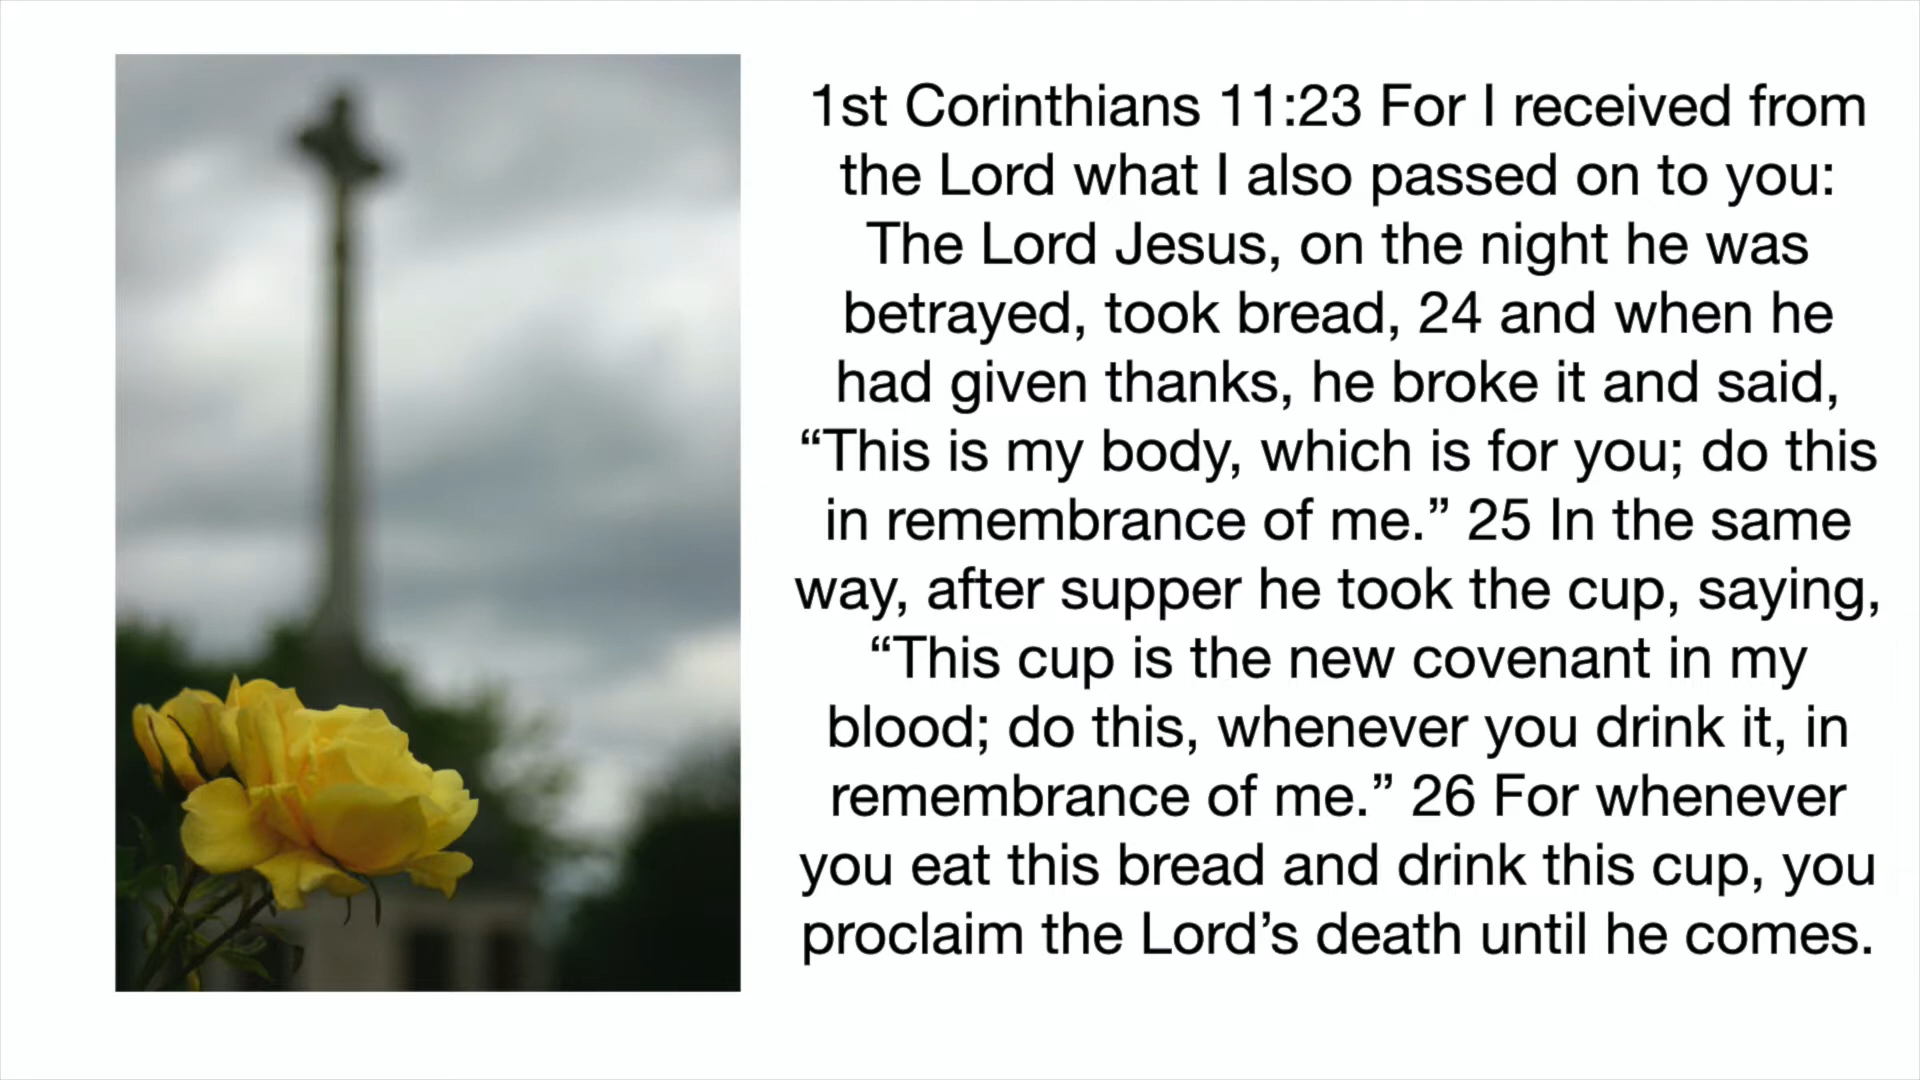 1st Corinthians 11:23 For I received from
the Lord what I also passed on to you:
The Lord Jesus, on the night he was
betrayed, took bread, 24 and when he
had given thanks, he broke it and said,
“This is my body, which is for you; do this
in remembrance of me.” 25 In the same
way, after supper he took the cup, saying,
“This cup is the new covenant in my
blood; do this, whenever you drink it, in
remembrance of me.” 26 For whenever
you eat this bread and drink this cup, you
proclaim the Lord’s death until he comes.